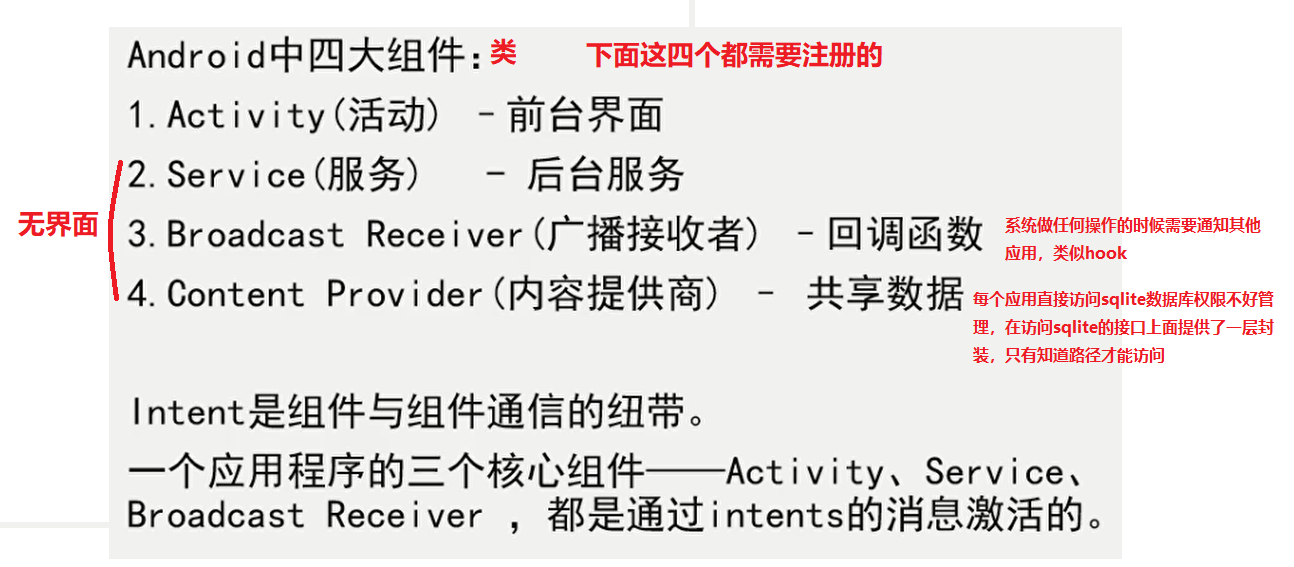 Android中四大组件：类 下面这四个都需要注册的
1.Activity(活动) -前台界面
2.Service(服务) - 后台服务
无界面
3.Broadcast Receiver(广播接收者) -回调函数
系统做任何操作的时候需要通知其他
应用，类似hook
4.Content Provider(内容提供商) - 共享数据
每个应用直接访问sqlite数据库权限不好管
理，在访问sqlite的接口上面提供了一层封
装，只有知道路径才能访问
Intent是组件与组件通信的纽带。
一个应用程序的三个核心组件——Activity、Service、
Broadcast Receiver ，都是通过intents的消息激活的。